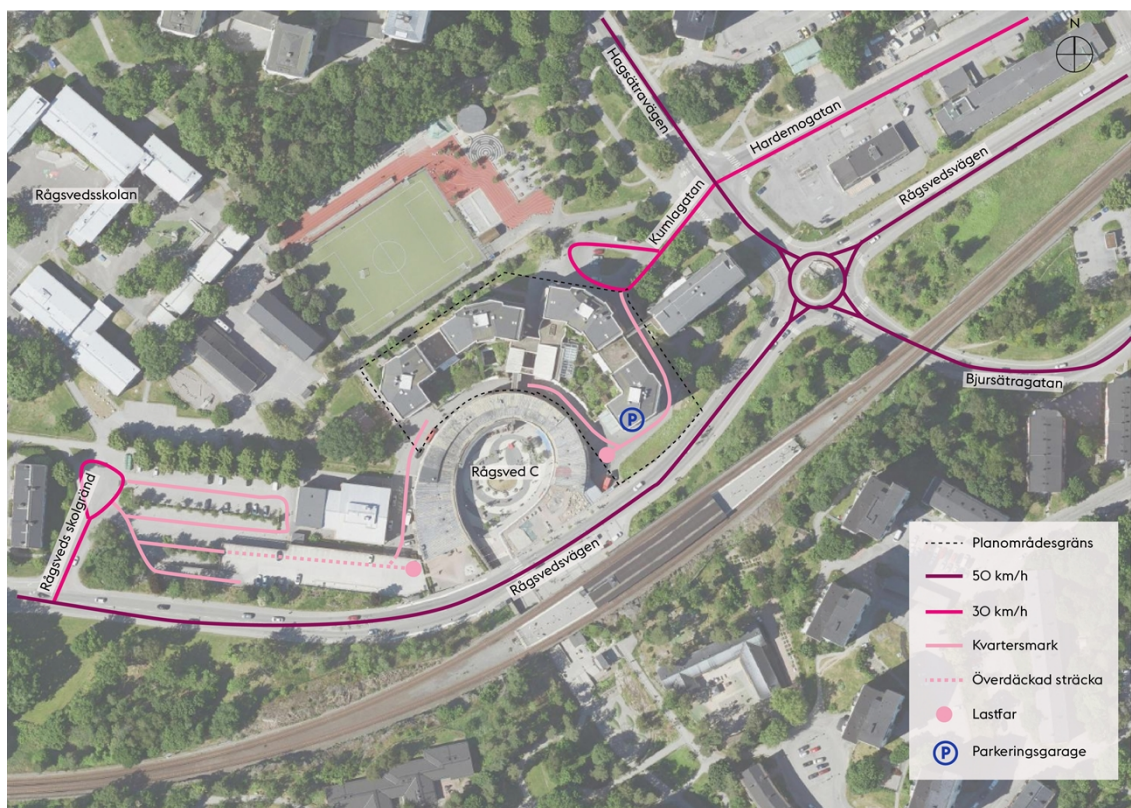 N
Hagsätravägen
Hardemogatan
Rågsvedsskolan
Kumlagatan
Rågsvedsvägen
Bjursätragatan
P
Rågsved C
Rågsveds skolgränd
Rågsvedsvägen
Planområdesgräns
50 km/h
30 km/h
Kvartersmark
Överdäckad sträcka
Lastfar
P Parkeringsgarage